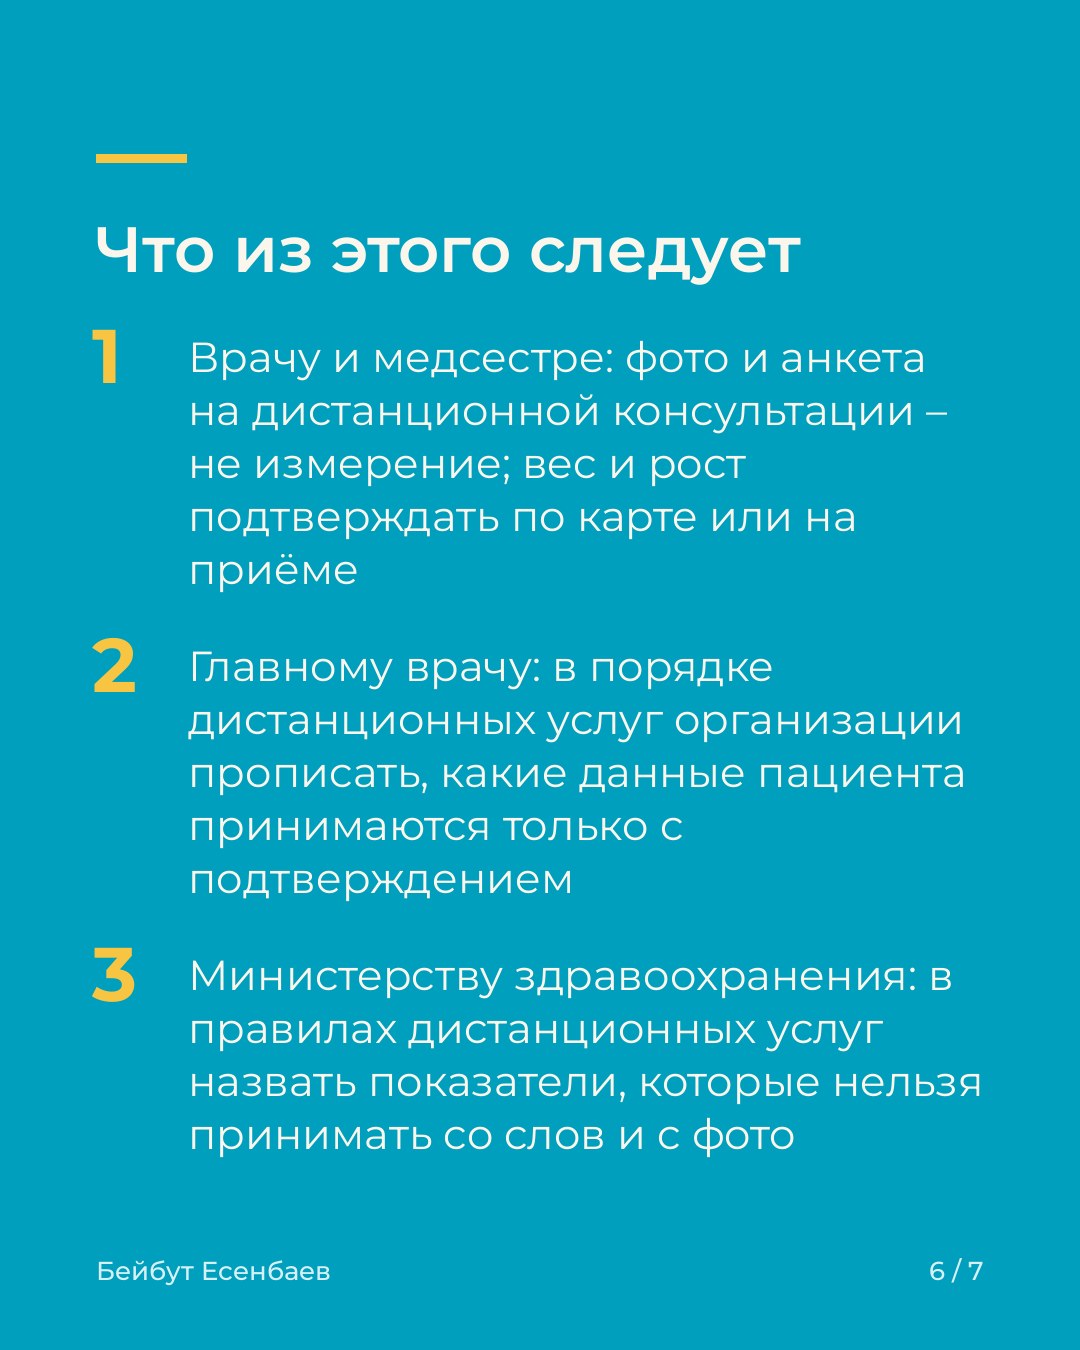 Что из этого следует
1
Врачу и медсестре: фото и анкета
на дистанционной консультации –
не измерение; вес и рост
подтверждать по карте или на
приёме
2
Главному врачу: в порядке
дистанционных услуг организации
прописать, какие данные пациента
принимаются только с
подтверждением
3
Министерству здравоохранения: в
правилах дистанционных услуг
назвать показатели, которые нельзя
принимать со слов и с фото
Бейбут Есенбаев
6 / 7